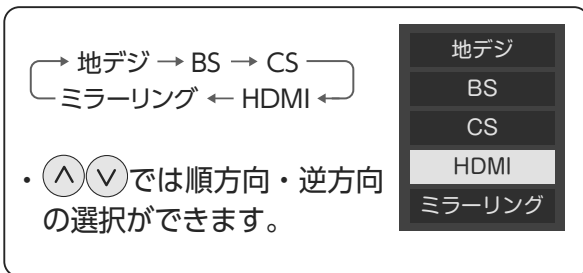 → 地デジ → BS → CS
ミラーリング ← HDMI ←
・∧∨では順方向・逆方向
の選択ができます。
地デジ
BS
CS
HDMI
ミラーリング